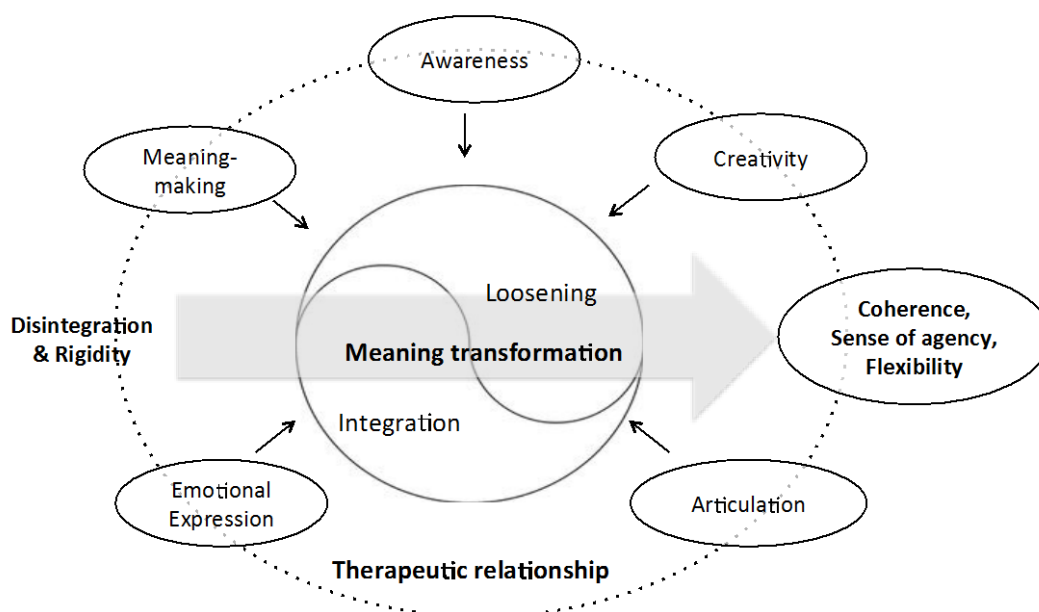 Awareness
Meaning-
making
Creativity
Loosening
Disintegration
& Rigidity
Meaning transformation
Coherence,
Sense of agency,
Flexibility
Integration
Emotional
Expression
Articulation
Therapeutic relationship